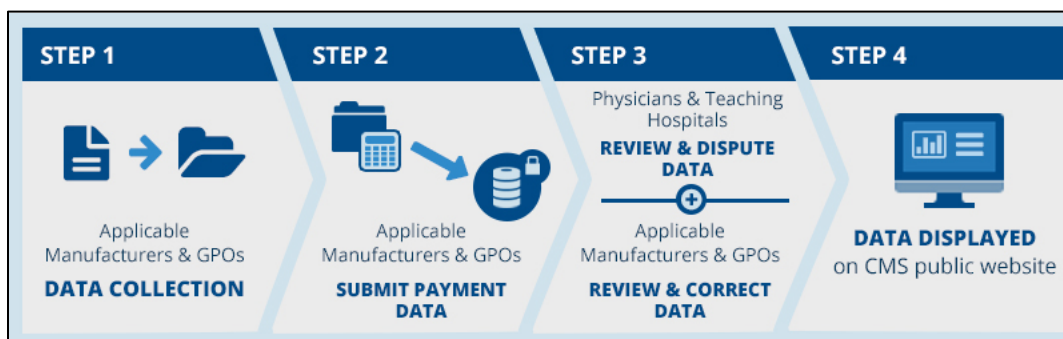 STEP 1
Applicable
Manufacturers & GPOs
DATA COLLECTION
STEP 2
Applicable
Manufacturers & GPOs
SUBMIT PAYMENT
DATA
STEP 3
Physicians & Teaching
Hospitals
REVIEW & DISPUTE
DATA
Applicable
Manufacturers & GPOs
REVIEW & CORRECT
DATA
STEP 4
DATA DISPLAYED
on CMS public website